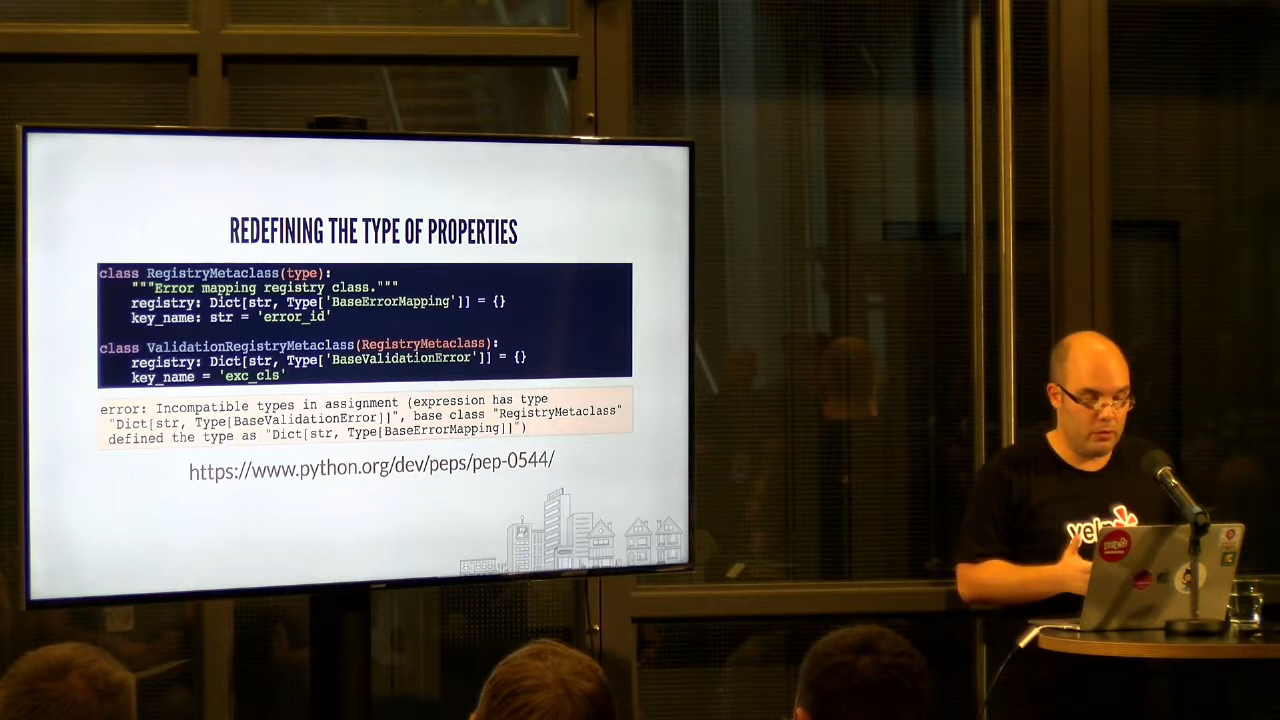 REDEFINING THE TYPE OF PROPERTIES
class RegistryMetaclass(type):
"""Error mapping registry class."""
registry: Dict[str, Type['BaseErrorMapping']] = {}
key_name: str = 'error_id'
class ValidationRegistryMetaclass(RegistryMetaclass):
registry: Dict[str, Type['BaseValidationError']] = {}
key_name = 'exc_cls'
error: Incompatible types in assignment (expression has type
"Dict[str, Type[BaseValidationError]]", base class "RegistryMetaclass"
defined the type as "Dict[str, Type[BaseErrorMapping]]")
https://www.python.org/dev/peps/pep-0544/
yelp